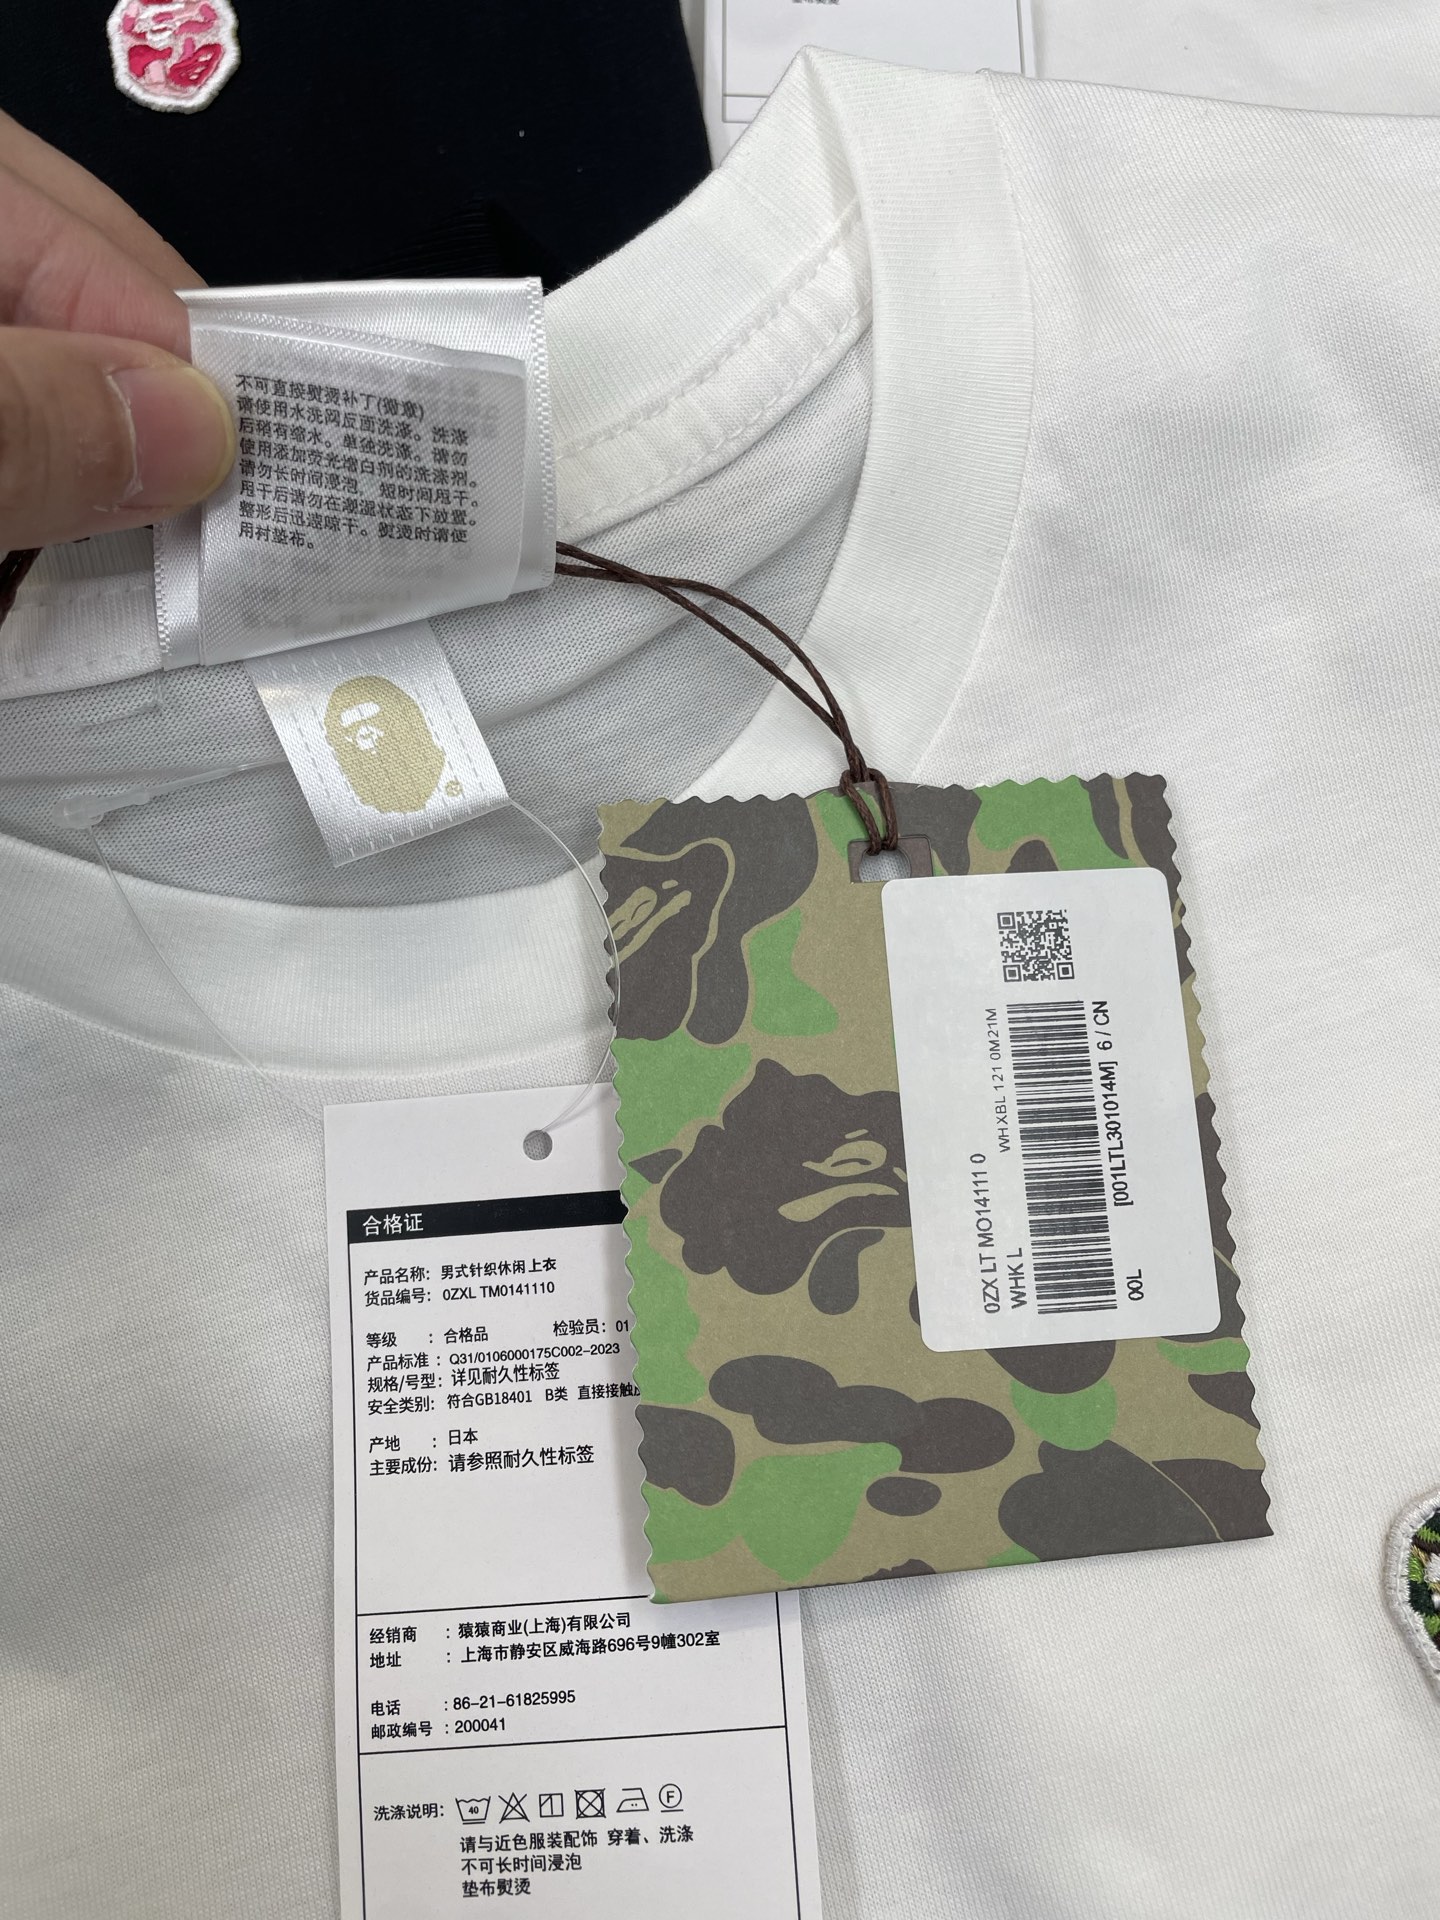 不可直接熨烫补丁(徽章)
请使用水洗网反面洗涤。洗涤
后稍有缩水。单独洗涤。请勿
使用添加荧光增白剂的洗涤剂。
请勿长时间浸泡，短时间甩干。
甩干后请勿在潮湿状态下放置。
整形后迅速晾干。熨烫时请使
用衬垫布。
0ZX LT MO14111 0
WHK L
WHXBL 121 0M21M
[001LTL301014M] 6 / CN
00L
合格证
产品名称: 男式针织休闲上衣
货品编号: 0ZXL TM0141110
等级 : 合格品 检验员: 01
产品标准 : Q31/0106000175C002-2023
规格/号型: 详见耐久性标签
安全类别: 符合GB18401 B类 直接接触
产地 : 日本
主要成份: 请参照耐久性标签
经销商 : 猿猿商业(上海)有限公司
地址 : 上海市静安区威海路696号9幢302室
电话 : 86-21-61825995
邮政编号 : 200041
洗涤说明: 40 F
请与近色服装配饰 穿着、洗涤
不可长时间浸泡
垫布熨烫